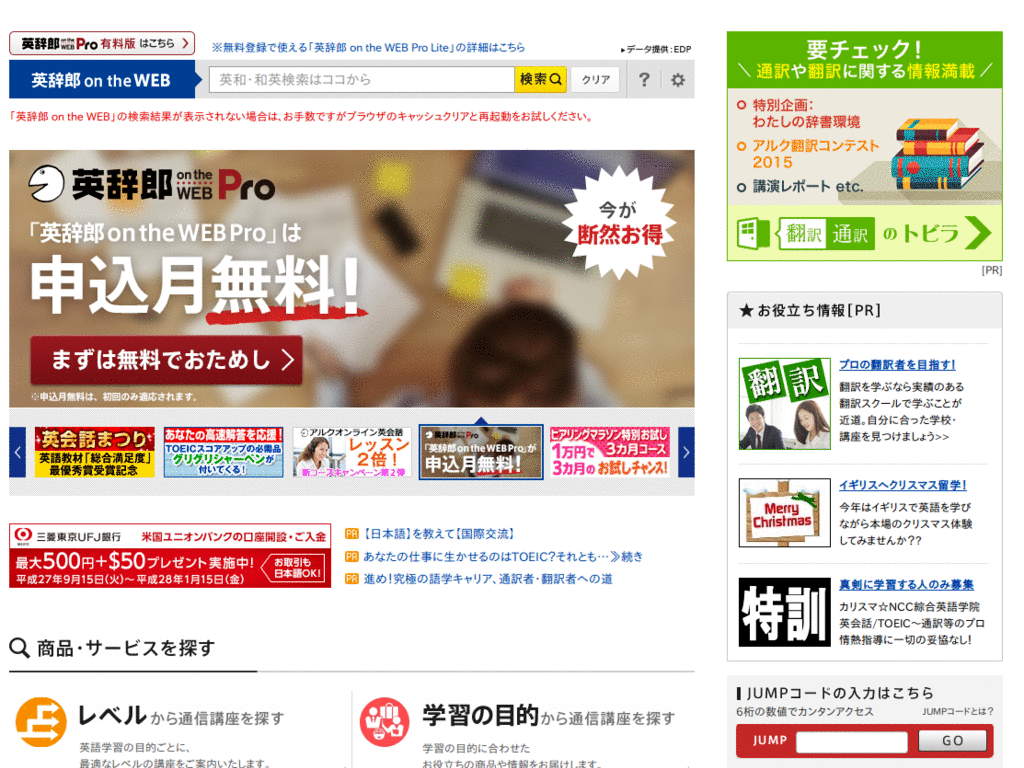 英辞郎 on the WEB Pro 有料版 はこちら
※無料登録で使える「英辞郎 on the WEB Pro Lite」の詳細はこちら
▸データ提供:EDP
英辞郎 on the WEB
英和・和英検索はココから
検索
クリア
?
「英辞郎 on the WEB」の検索結果が表示されない場合は、お手数ですがブラウザのキャッシュクリアと再起動をお試しください。
英辞郎 on the WEB Pro
「英辞郎 on the WEB Pro」は
申込月無料!
今が
断然お得
まずは無料でおためし
※申込月無料は、初回のみ適応されます。
英会話まつり
英語教材「総合満足度」
最優秀賞受賞記念
あなたの高速解答を応援!
TOEICスコアアップの必需品
グリグリシャーペンが
付いてくる!
アルクオンライン英会話
レッスン
2倍!
新コースキャンペーン第2弾
英辞郎 on the WEB Pro
「英辞郎 on the WEB Pro」が
申込月無料!
ヒアリングマラソン特別お試し
1万円で3カ月コース
3カ月のお試しチャンス!
三菱東京UFJ銀行
米国ユニオンバンクの口座開設・ご入金
最大500円+$50プレゼント実施中!
平成27年9月15日(火)~平成28年1月15日(金)
お取引も
日本語OK!
PR 【日本語】を教えて【国際交流】
PR あなたの仕事に生かせるのはTOEIC?それとも…≫続き
PR 進め!究極の語学キャリア、通訳者・翻訳者への道
商品・サービスを探す
レベルから通信講座を探す
英語学習の目的ごとに、
最適なレベルの講座をご案内いたします。
学習の目的から通信講座を探す
学習の目的に合わせた
お役立ちの商品や情報をお届けします。
要チェック!
\ 通訳や翻訳に関する情報満載 /
特別企画:
わたしの辞書環境
アルク翻訳コンテスト
2015
講演レポート etc.
翻訳 通訳 のトビラ
[PR]
★お役立ち情報[PR]
翻訳
プロの翻訳者を目指す!
翻訳を学ぶなら実績のある
翻訳スクールで学ぶことが
近道。自分に合った学校・
講座を見つけましょう>>
Merry
Christmas
イギリスへクリスマス留学!
今年はイギリスで英語を学び
ながら本場のクリスマス体験
してみませんか??
特訓
真剣に学習する人のみ募集
カリスマ☆NCC綜合英語学院
英会話/TOEIC~通訳等のプロ
情熱指導に一切の妥協なし!
JUMPコードの入力はこちら
6桁の数値でカンタンアクセス
JUMPコードとは?
JUMP
GO